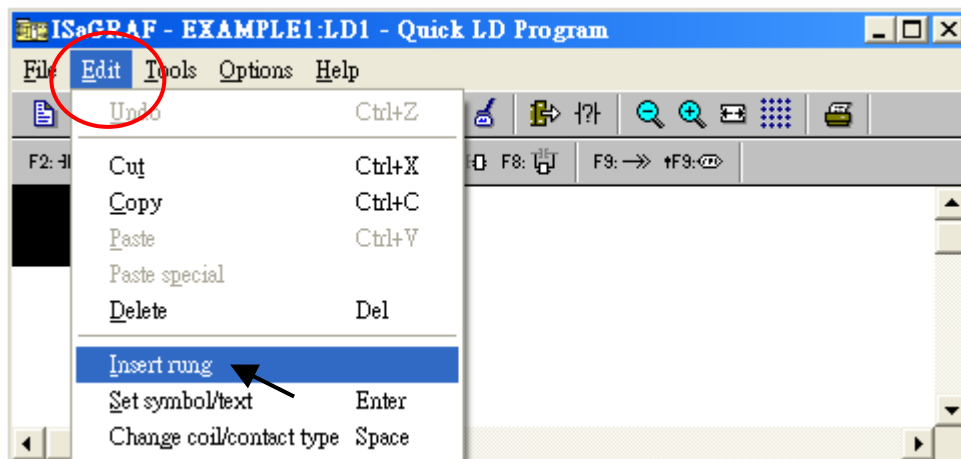 ISaGRAF - EXAMPLE1:LD1 - Quick LD Program
File Edit Tools Options Help
Undo Ctrl+Z
F2: F8: F9: ↑F9:
Cut Ctrl+X
Copy Ctrl+C
Paste Ctrl+V
Paste special
Delete Del
Insert rung
Set symbol/text Enter
Change coil/contact type Space